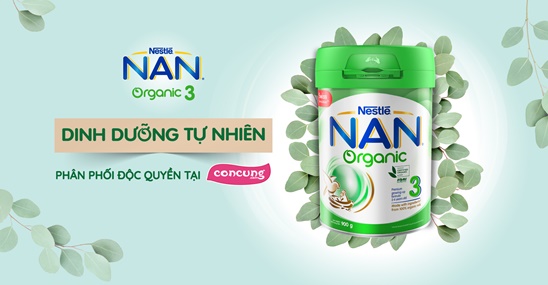 Nestlé
NAN
Organic 3
DINH DƯỠNG TỰ NHIÊN
PHÂN PHỐI ĐỘC QUYỀN TẠI concung
Nestlé
NAN
Organic
3
900 g